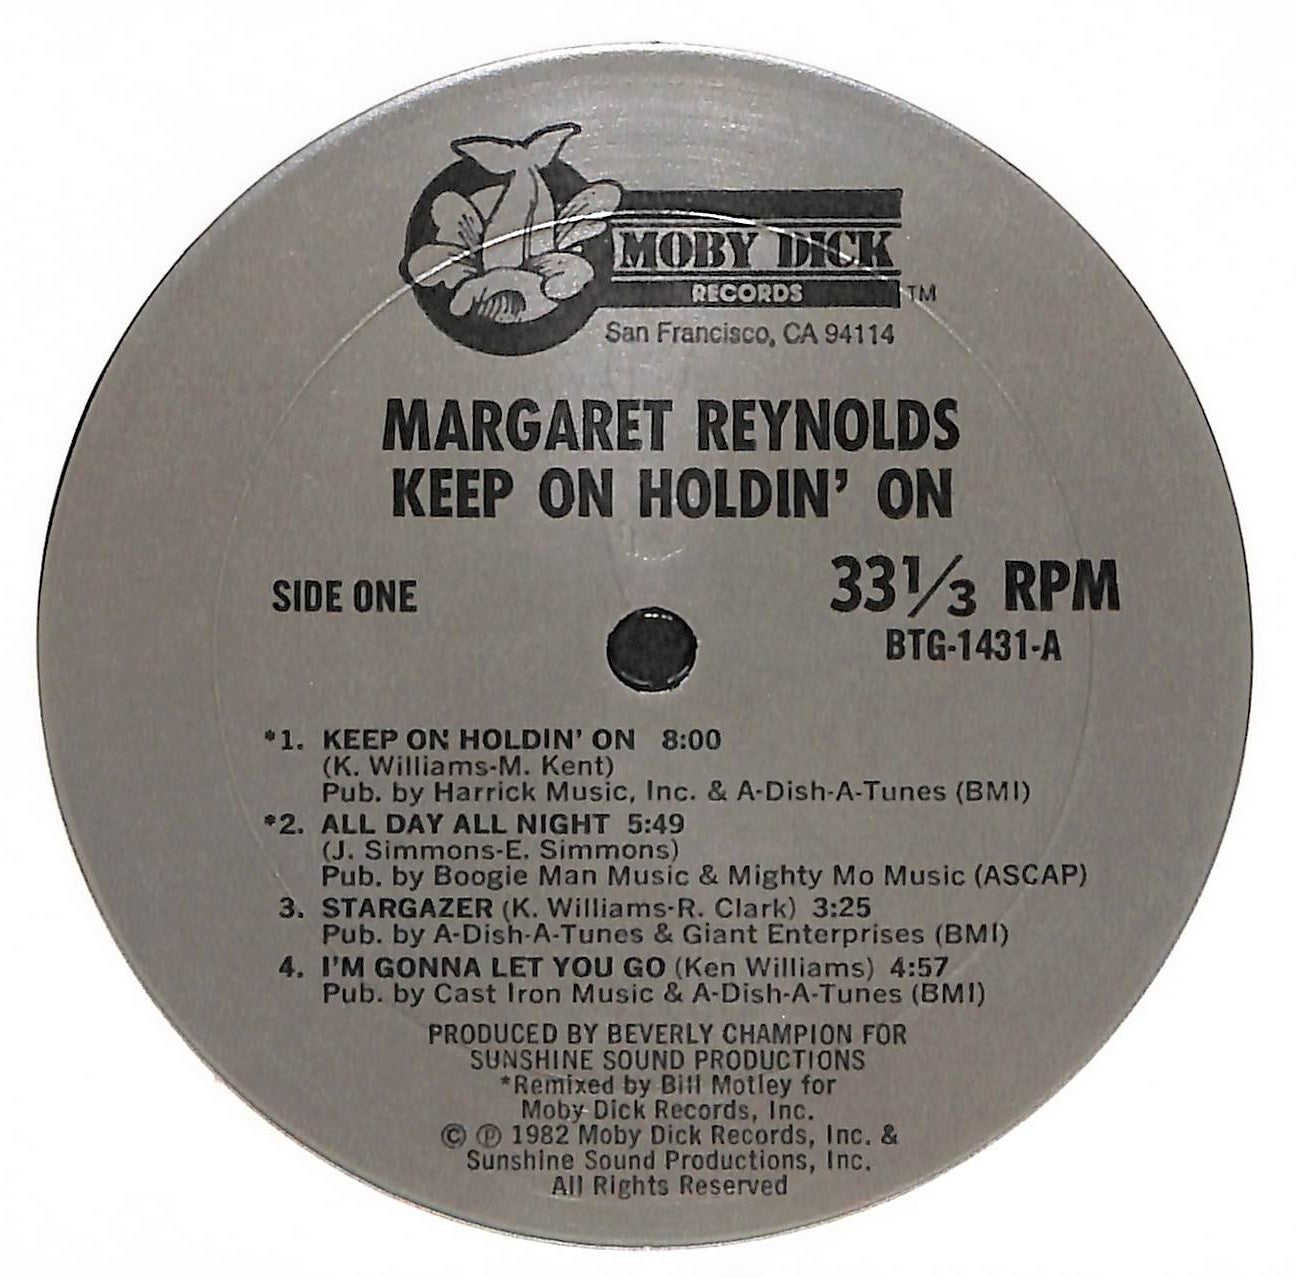 MOBY DICK
RECORDS TM
San Francisco, CA 94114
MARGARET REYNOLDS
KEEP ON HOLDIN' ON
SIDE ONE
33 1/3 RPM
BTG-1431-A
*1. KEEP ON HOLDIN' ON 8:00
(K. Williams-M. Kent)
Pub. by Harrick Music, Inc. & A-Dish-A-Tunes (BMI)
*2. ALL DAY ALL NIGHT 5:49
(J. Simmons-E. Simmons)
Pub. by Boogie Man Music & Mighty Mo Music (ASCAP)
3. STARGAZER (K. Williams-R. Clark) 3:25
Pub. by A-Dish-A-Tunes & Giant Enterprises (BMI)
4. I'M GONNA LET YOU GO (Ken Williams) 4:57
Pub. by Cast Iron Music & A-Dish-A-Tunes (BMI)
PRODUCED BY BEVERLY CHAMPION FOR
SUNSHINE SOUND PRODUCTIONS
*Remixed by Bill Motley for
Moby Dick Records, Inc.
© ℗ 1982 Moby Dick Records, Inc. &
Sunshine Sound Productions, Inc.
All Rights Reserved